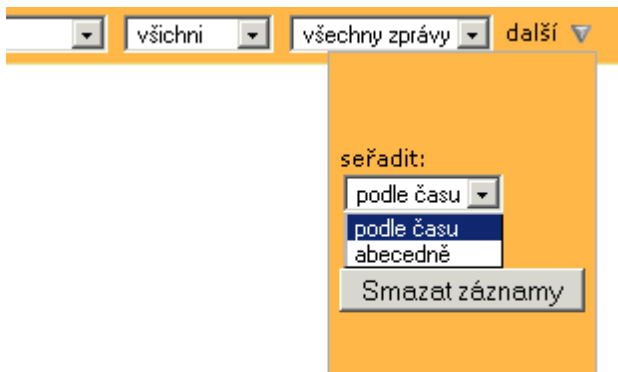 všichni všechny zprávy další
seřadit:
podle času
podle času
abecedně
Smazat záznamy